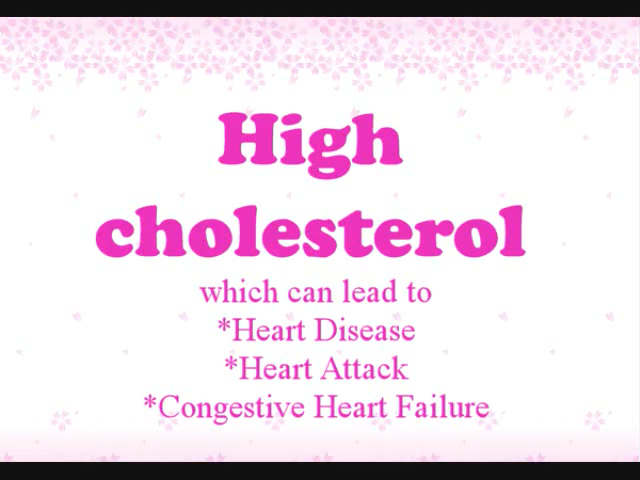 High
cholesterol
which can lead to
*Heart Disease
*Heart Attack
*Congestive Heart Failure